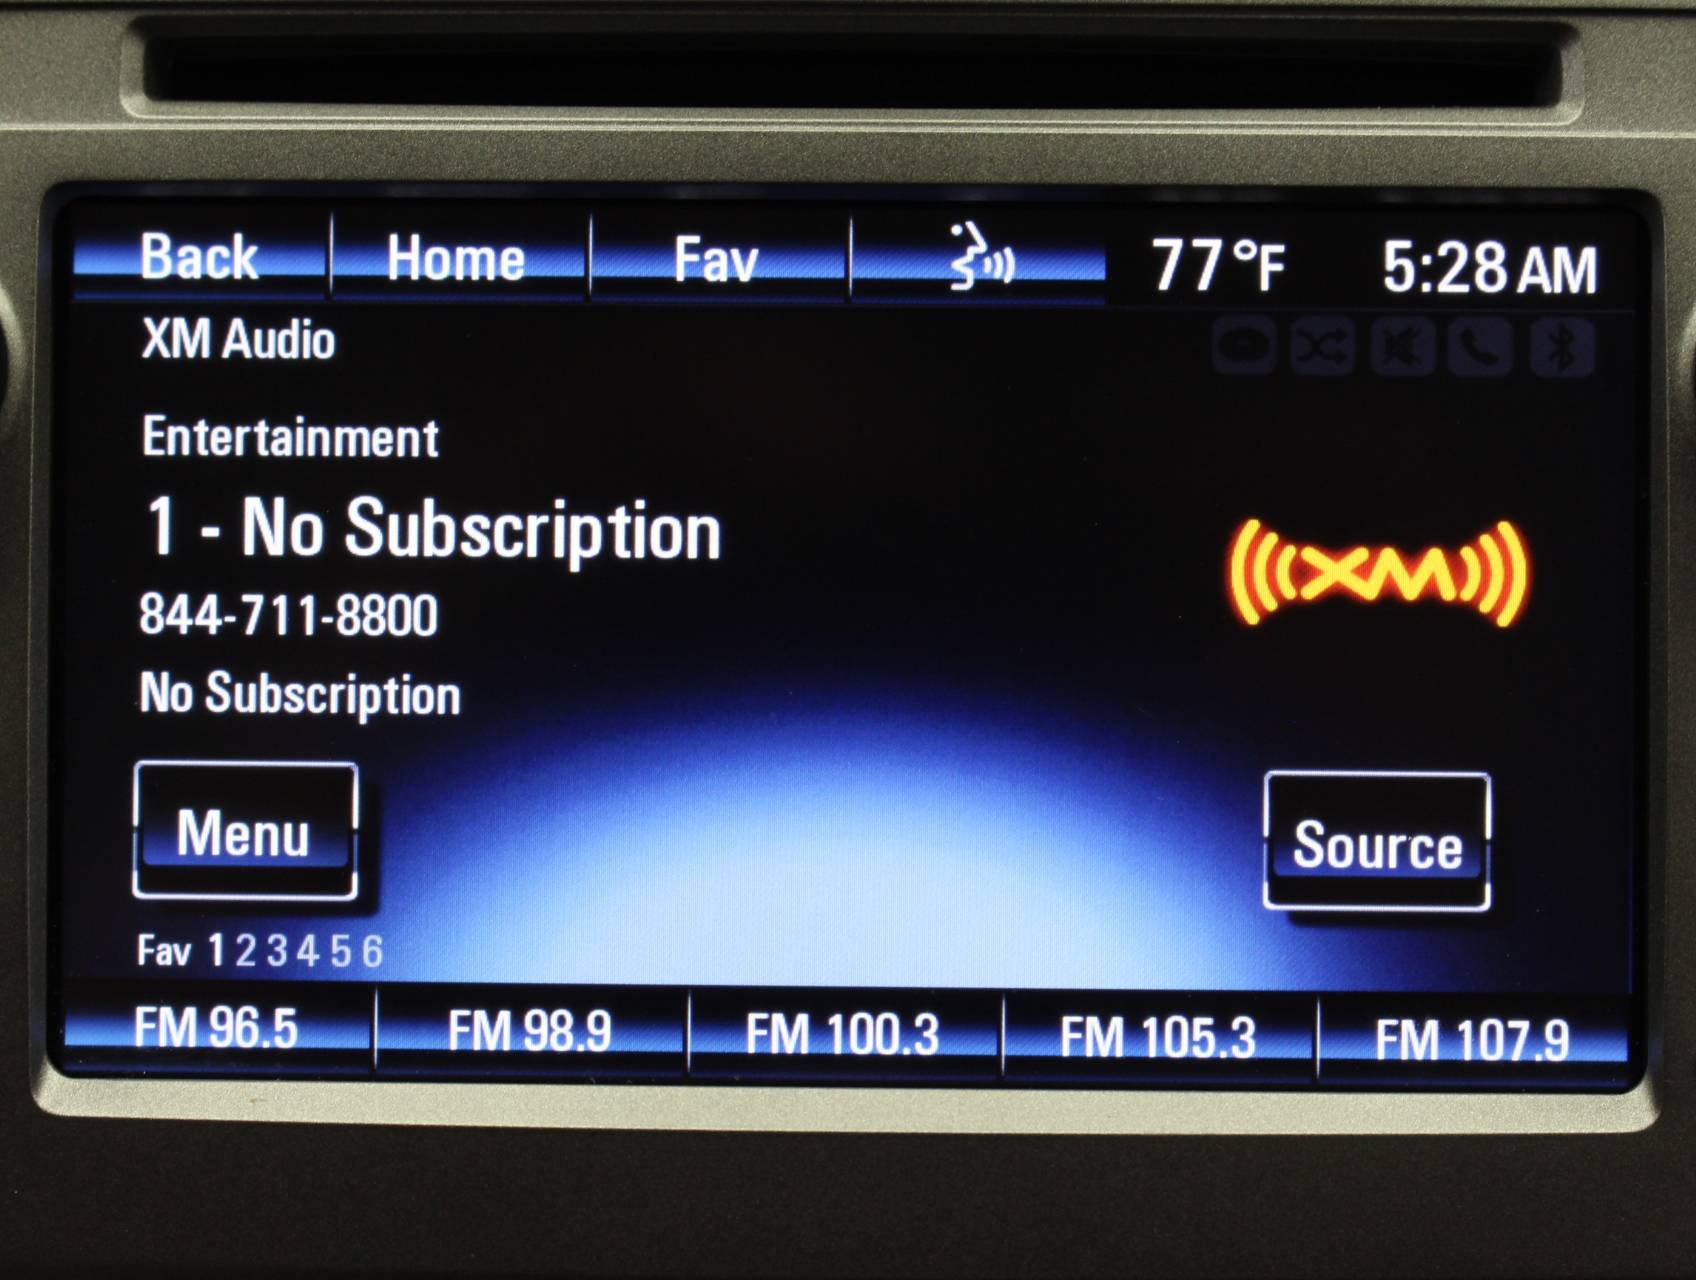 Back Home Fav 77°F 5:28 AM
XM Audio
Entertainment
1 - No Subscription
XM
844-711-8800
No Subscription
Menu Source
Fav 1 2 3 4 5 6
FM 96.5 FM 98.9 FM 100.3 FM 105.3 FM 107.9